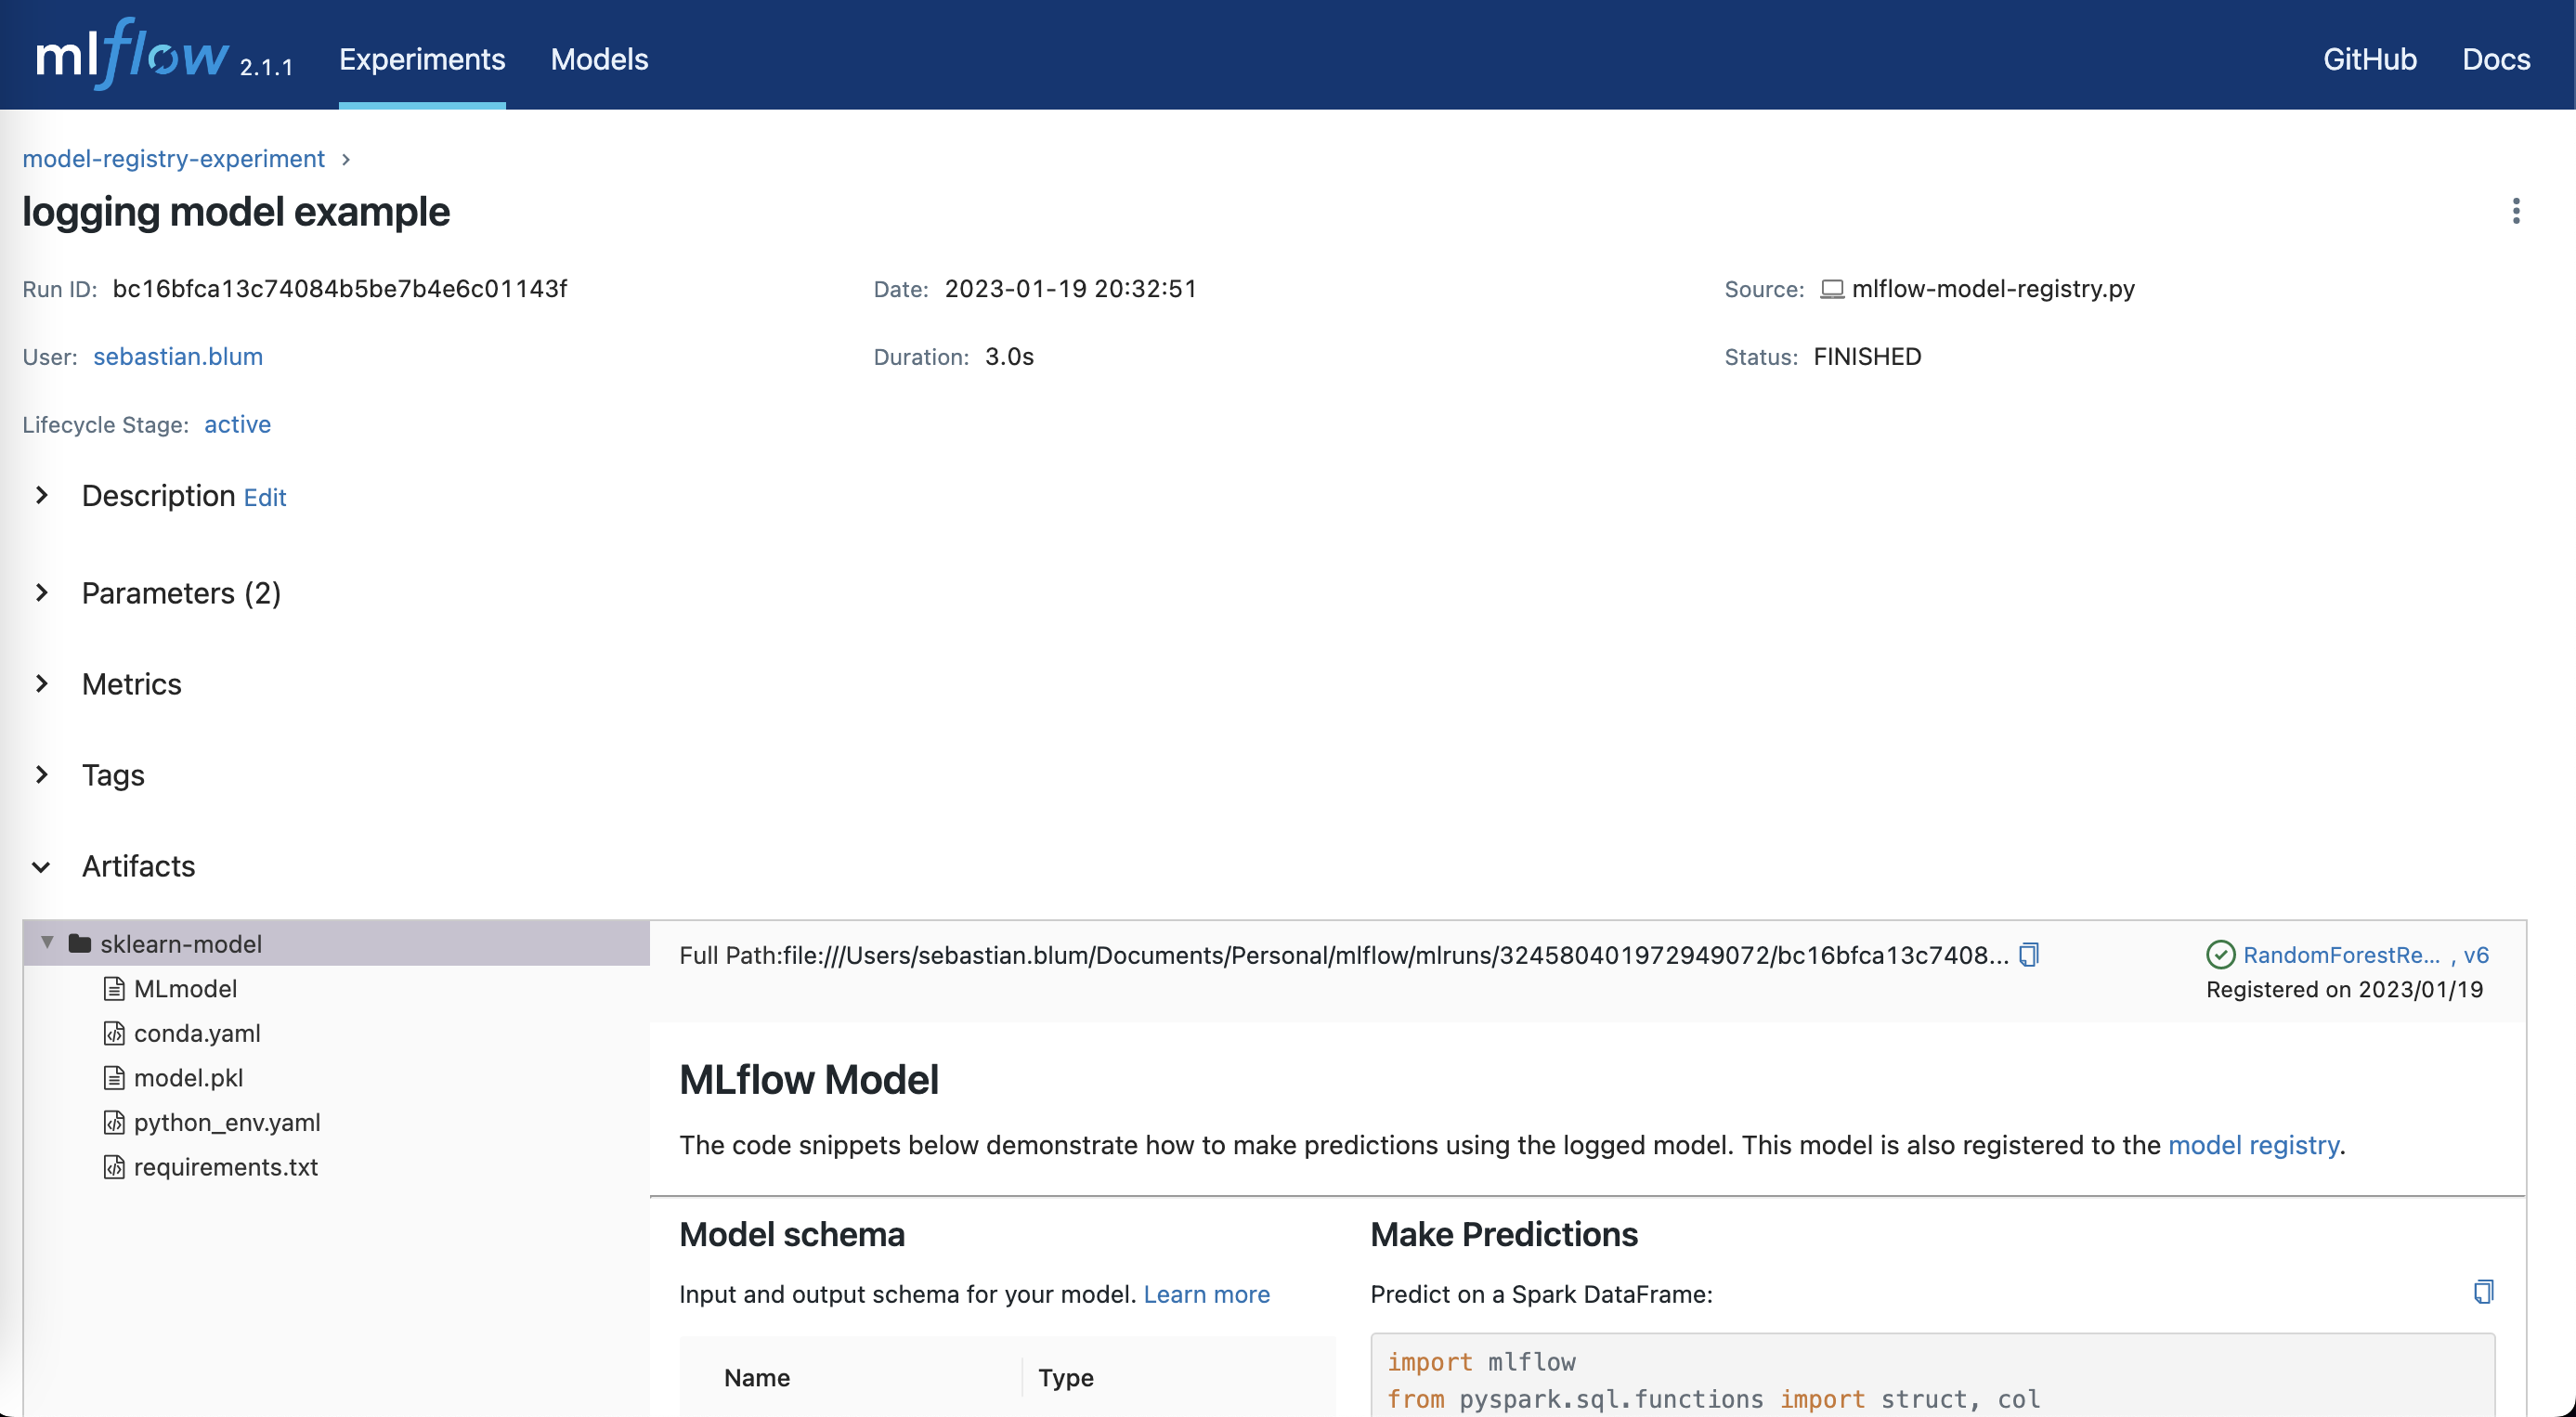 mlflow 2.1.1 Experiments Models GitHub Docs
model-registry-experiment
logging model example
Run ID: bc16bfca13c74084b5be7b4e6c01143f Date: 2023-01-19 20:32:51 Source: mlflow-model-registry.py
User: sebastian.blum Duration: 3.0s Status: FINISHED
Lifecycle Stage: active
Description Edit
Parameters (2)
Metrics
Tags
Artifacts
sklearn-model
MLmodel
conda.yaml
model.pkl
python_env.yaml
requirements.txt
Full Path:file:///Users/sebastian.blum/Documents/Personal/mlflow/mlruns/324580401972949072/bc16bfca13c7408...
RandomForestRe... , v6
Registered on 2023/01/19
MLflow Model
The code snippets below demonstrate how to make predictions using the logged model. This model is also registered to the model registry.
Model schema
Input and output schema for your model. Learn more
Name Type
Make Predictions
Predict on a Spark DataFrame:
import mlflow
from pyspark.sql.functions import struct, col